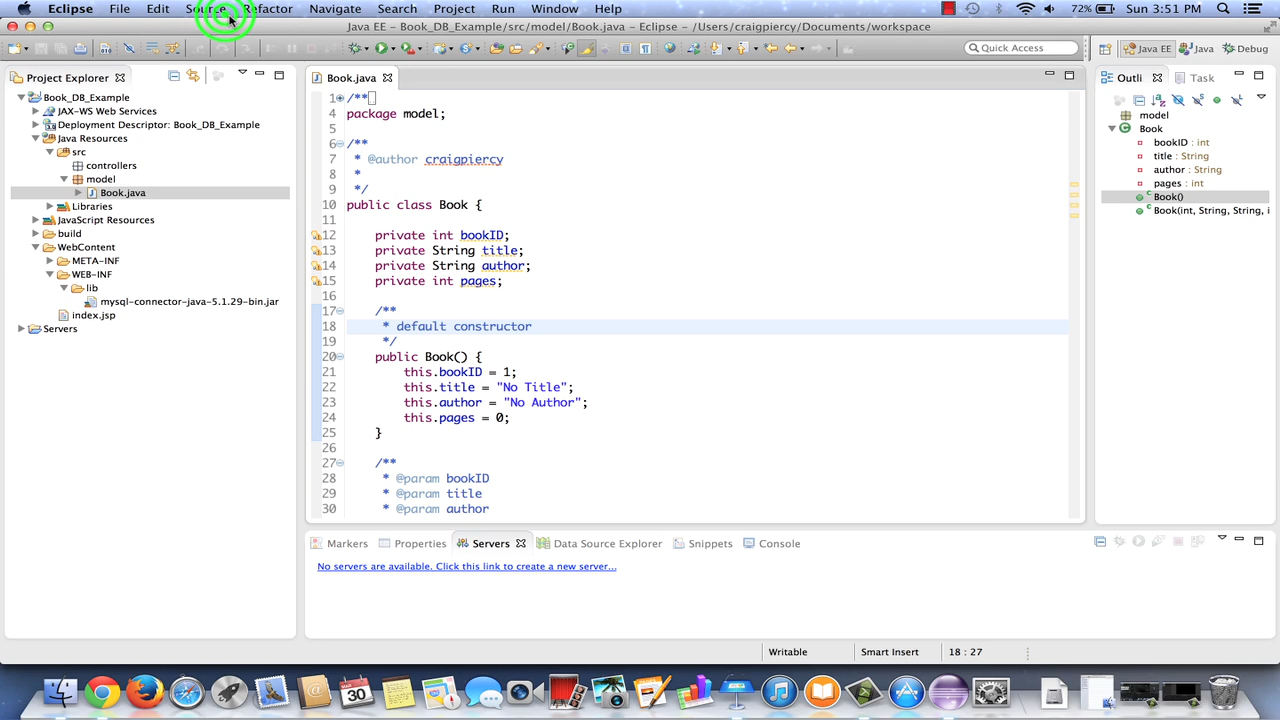 Eclipse File Edit Source Refactor Navigate Search Project Run Window Help 72% Sun 3:51 PM
Java EE - Book_DB_Example/src/model/Book.java - Eclipse - /Users/craigpiercy/Documents/workspace
Quick Access Java EE Java Debug
Project Explorer
Book_DB_Example
JAX-WS Web Services
Deployment Descriptor: Book_DB_Example
Java Resources
src
controllers
model
Book.java
Libraries
JavaScript Resources
build
WebContent
META-INF
WEB-INF
lib
mysql-connector-java-5.1.29-bin.jar
index.jsp
Servers
Book.java
1 /**
4 package model;
5
6 /**
7 * @author craigpiercy
8 *
9 */
10 public class Book {
11
12 private int bookID;
13 private String title;
14 private String author;
15 private int pages;
16
17 /**
18 * default constructor
19 */
20 public Book() {
21 this.bookID = 1;
22 this.title = "No Title";
23 this.author = "No Author";
24 this.pages = 0;
25 }
26
27 /**
28 * @param bookID
29 * @param title
30 * @param author
Outli Task
model
Book
bookID : int
title : String
author : String
pages : int
Book()
Book(int, String, String, i
Markers Properties Servers Data Source Explorer Snippets Console
No servers are available. Click this link to create a new server...
Writable Smart Insert 18 : 27
30